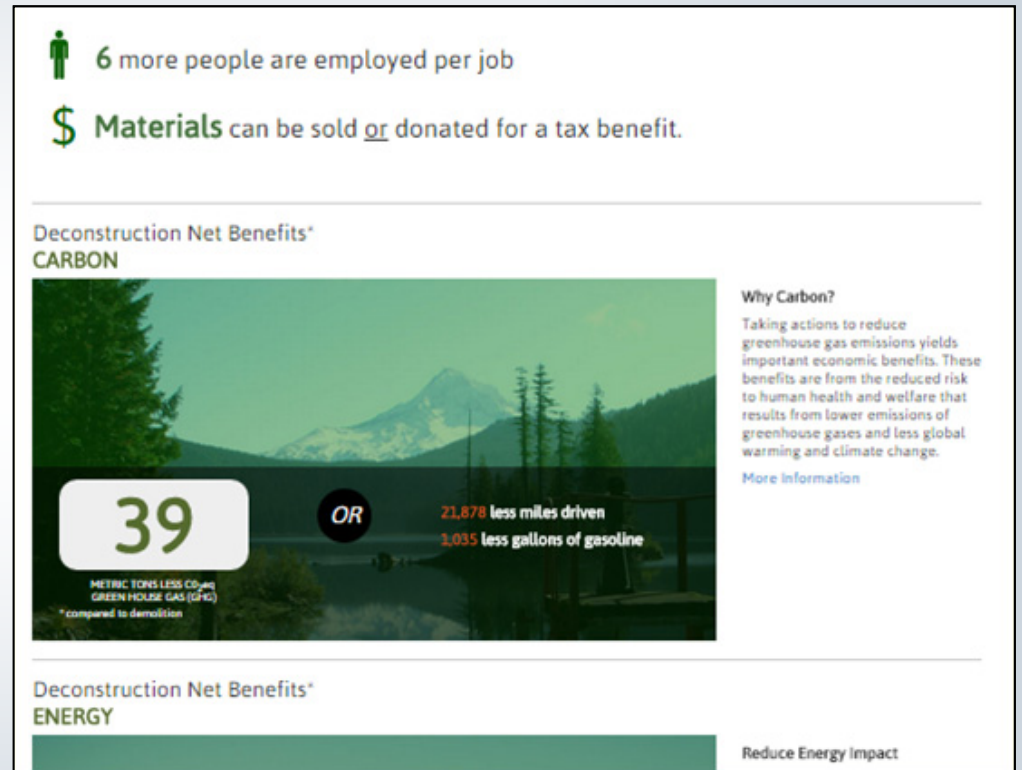 6 more people are employed per job
$ Materials can be sold or donated for a tax benefit.
Deconstruction Net Benefits*
CARBON
39
METRIC TONS LESS CO2eq
GREEN HOUSE GAS (GHG)
*compared to demolition
OR
21,878 less miles driven
1,035 less gallons of gasoline
Why Carbon?
Taking actions to reduce
greenhouse gas emissions yields
important economic benefits. These
benefits are from the reduced risk
to human health and welfare that
results from lower emissions of
greenhouse gases and less global
warming and climate change.
More Information
Deconstruction Net Benefits*
ENERGY
Reduce Energy Impact